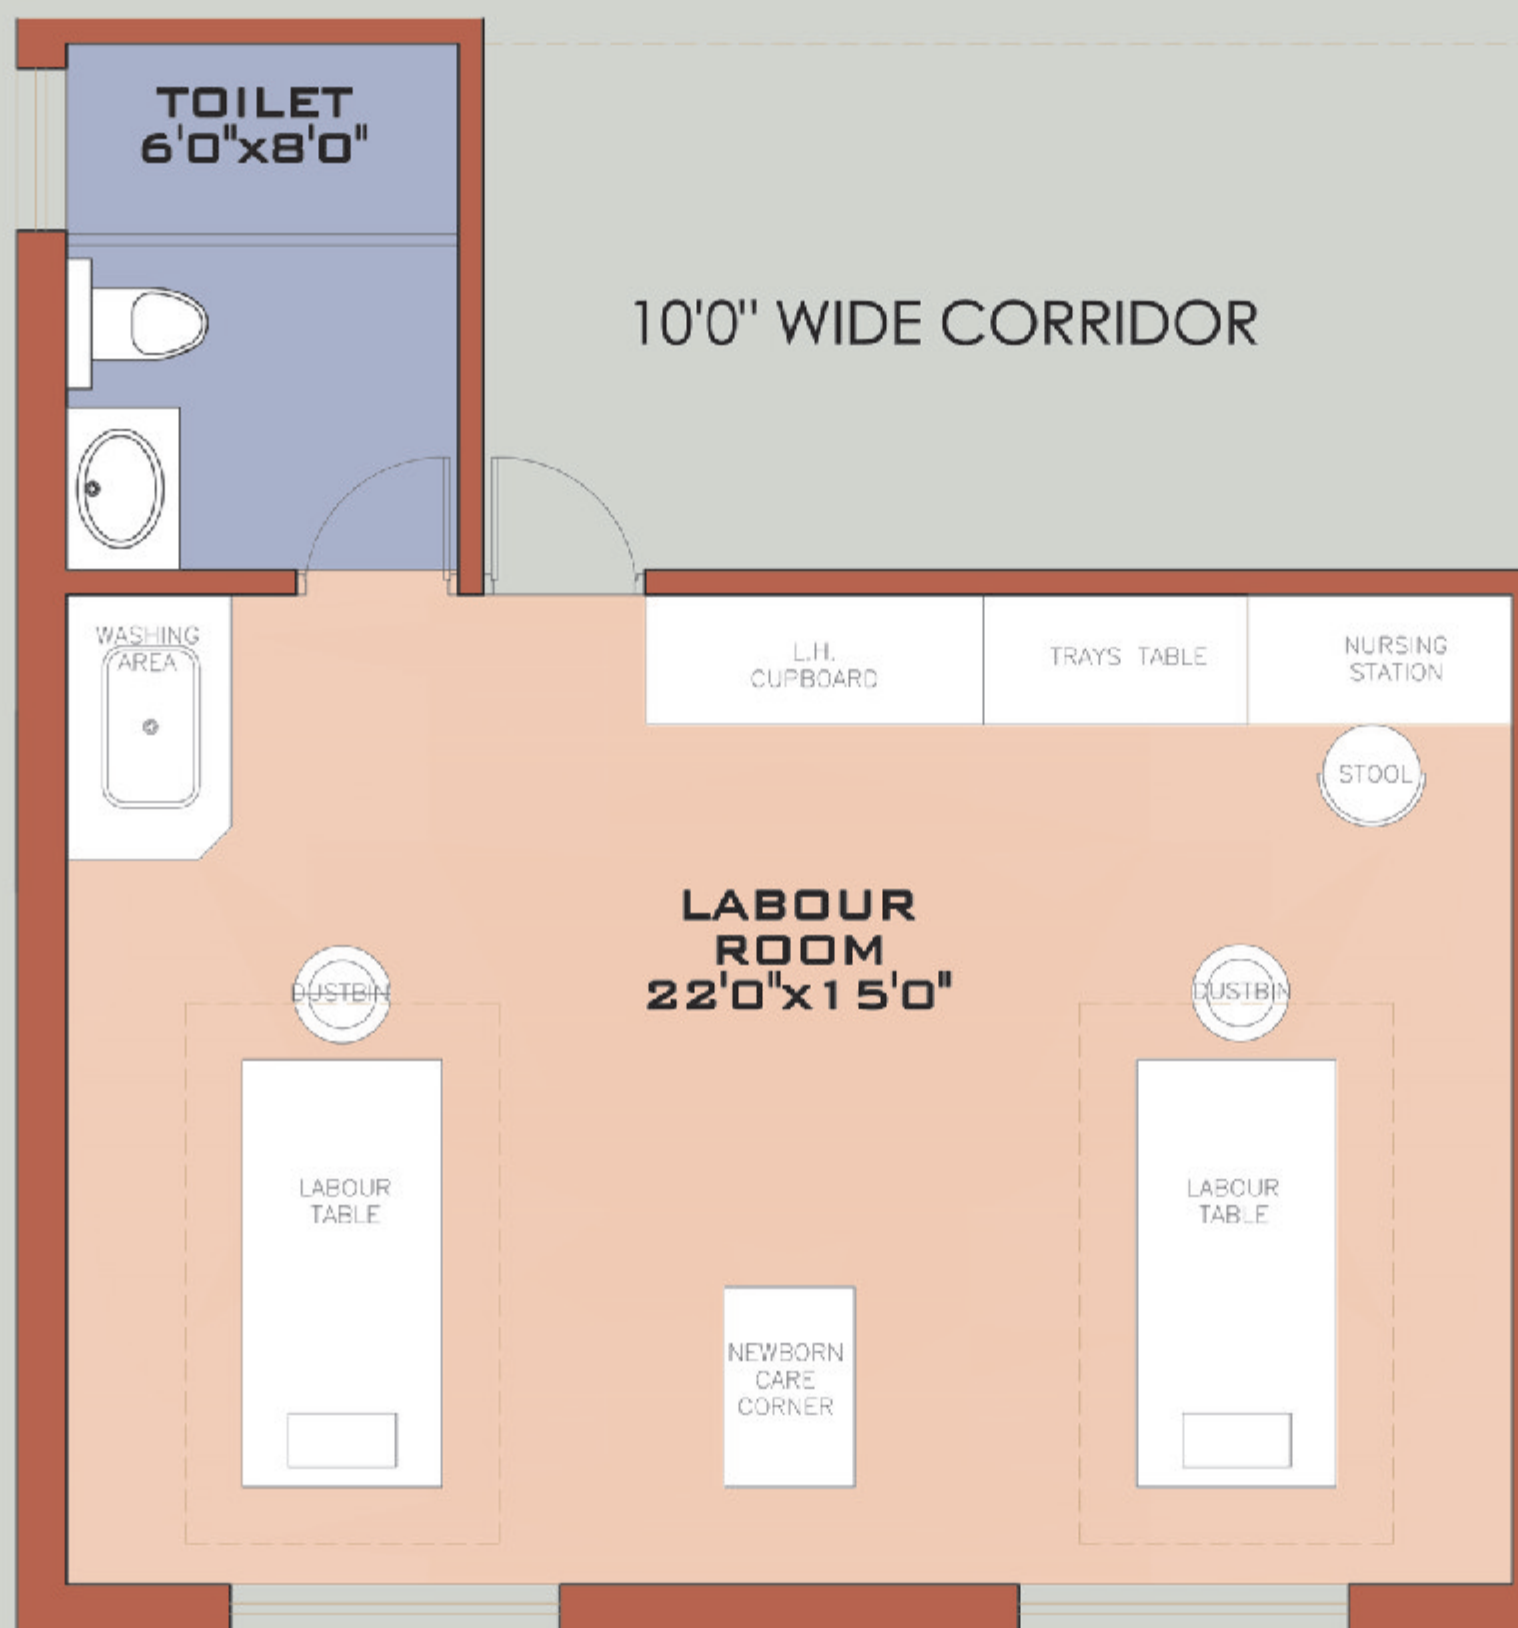 TOILET
6'0"x8'0"
10'0" WIDE CORRIDOR
WASHING
AREA
L.H.
CUPBOARD
TRAYS TABLE
NURSING
STATION
STOOL
LABOUR
ROOM
22'0"x15'0"
DUSTBIN
DUSTBIN
LABOUR
TABLE
LABOUR
TABLE
NEWBORN
CARE
CORNER